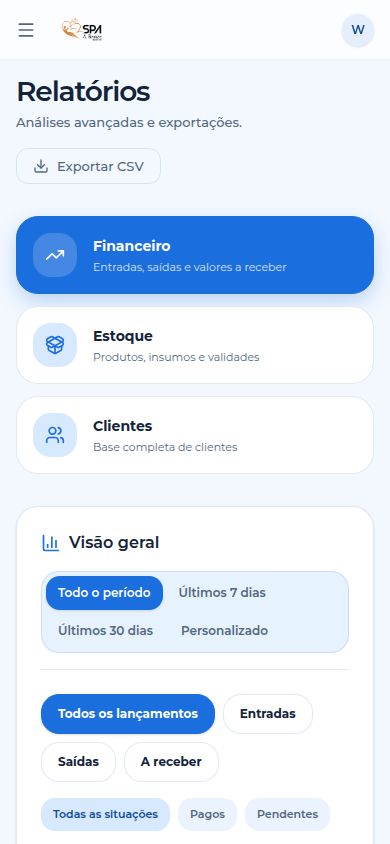 SPA
W
Relatórios
Análises avançadas e exportações.
Exportar CSV
Financeiro
Entradas, saídas e valores a receber
Estoque
Produtos, insumos e validades
Clientes
Base completa de clientes
Visão geral
Todo o período
Últimos 7 dias
Últimos 30 dias
Personalizado
Todos os lançamentos
Entradas
Saídas
A receber
Todas as situações
Pagos
Pendentes